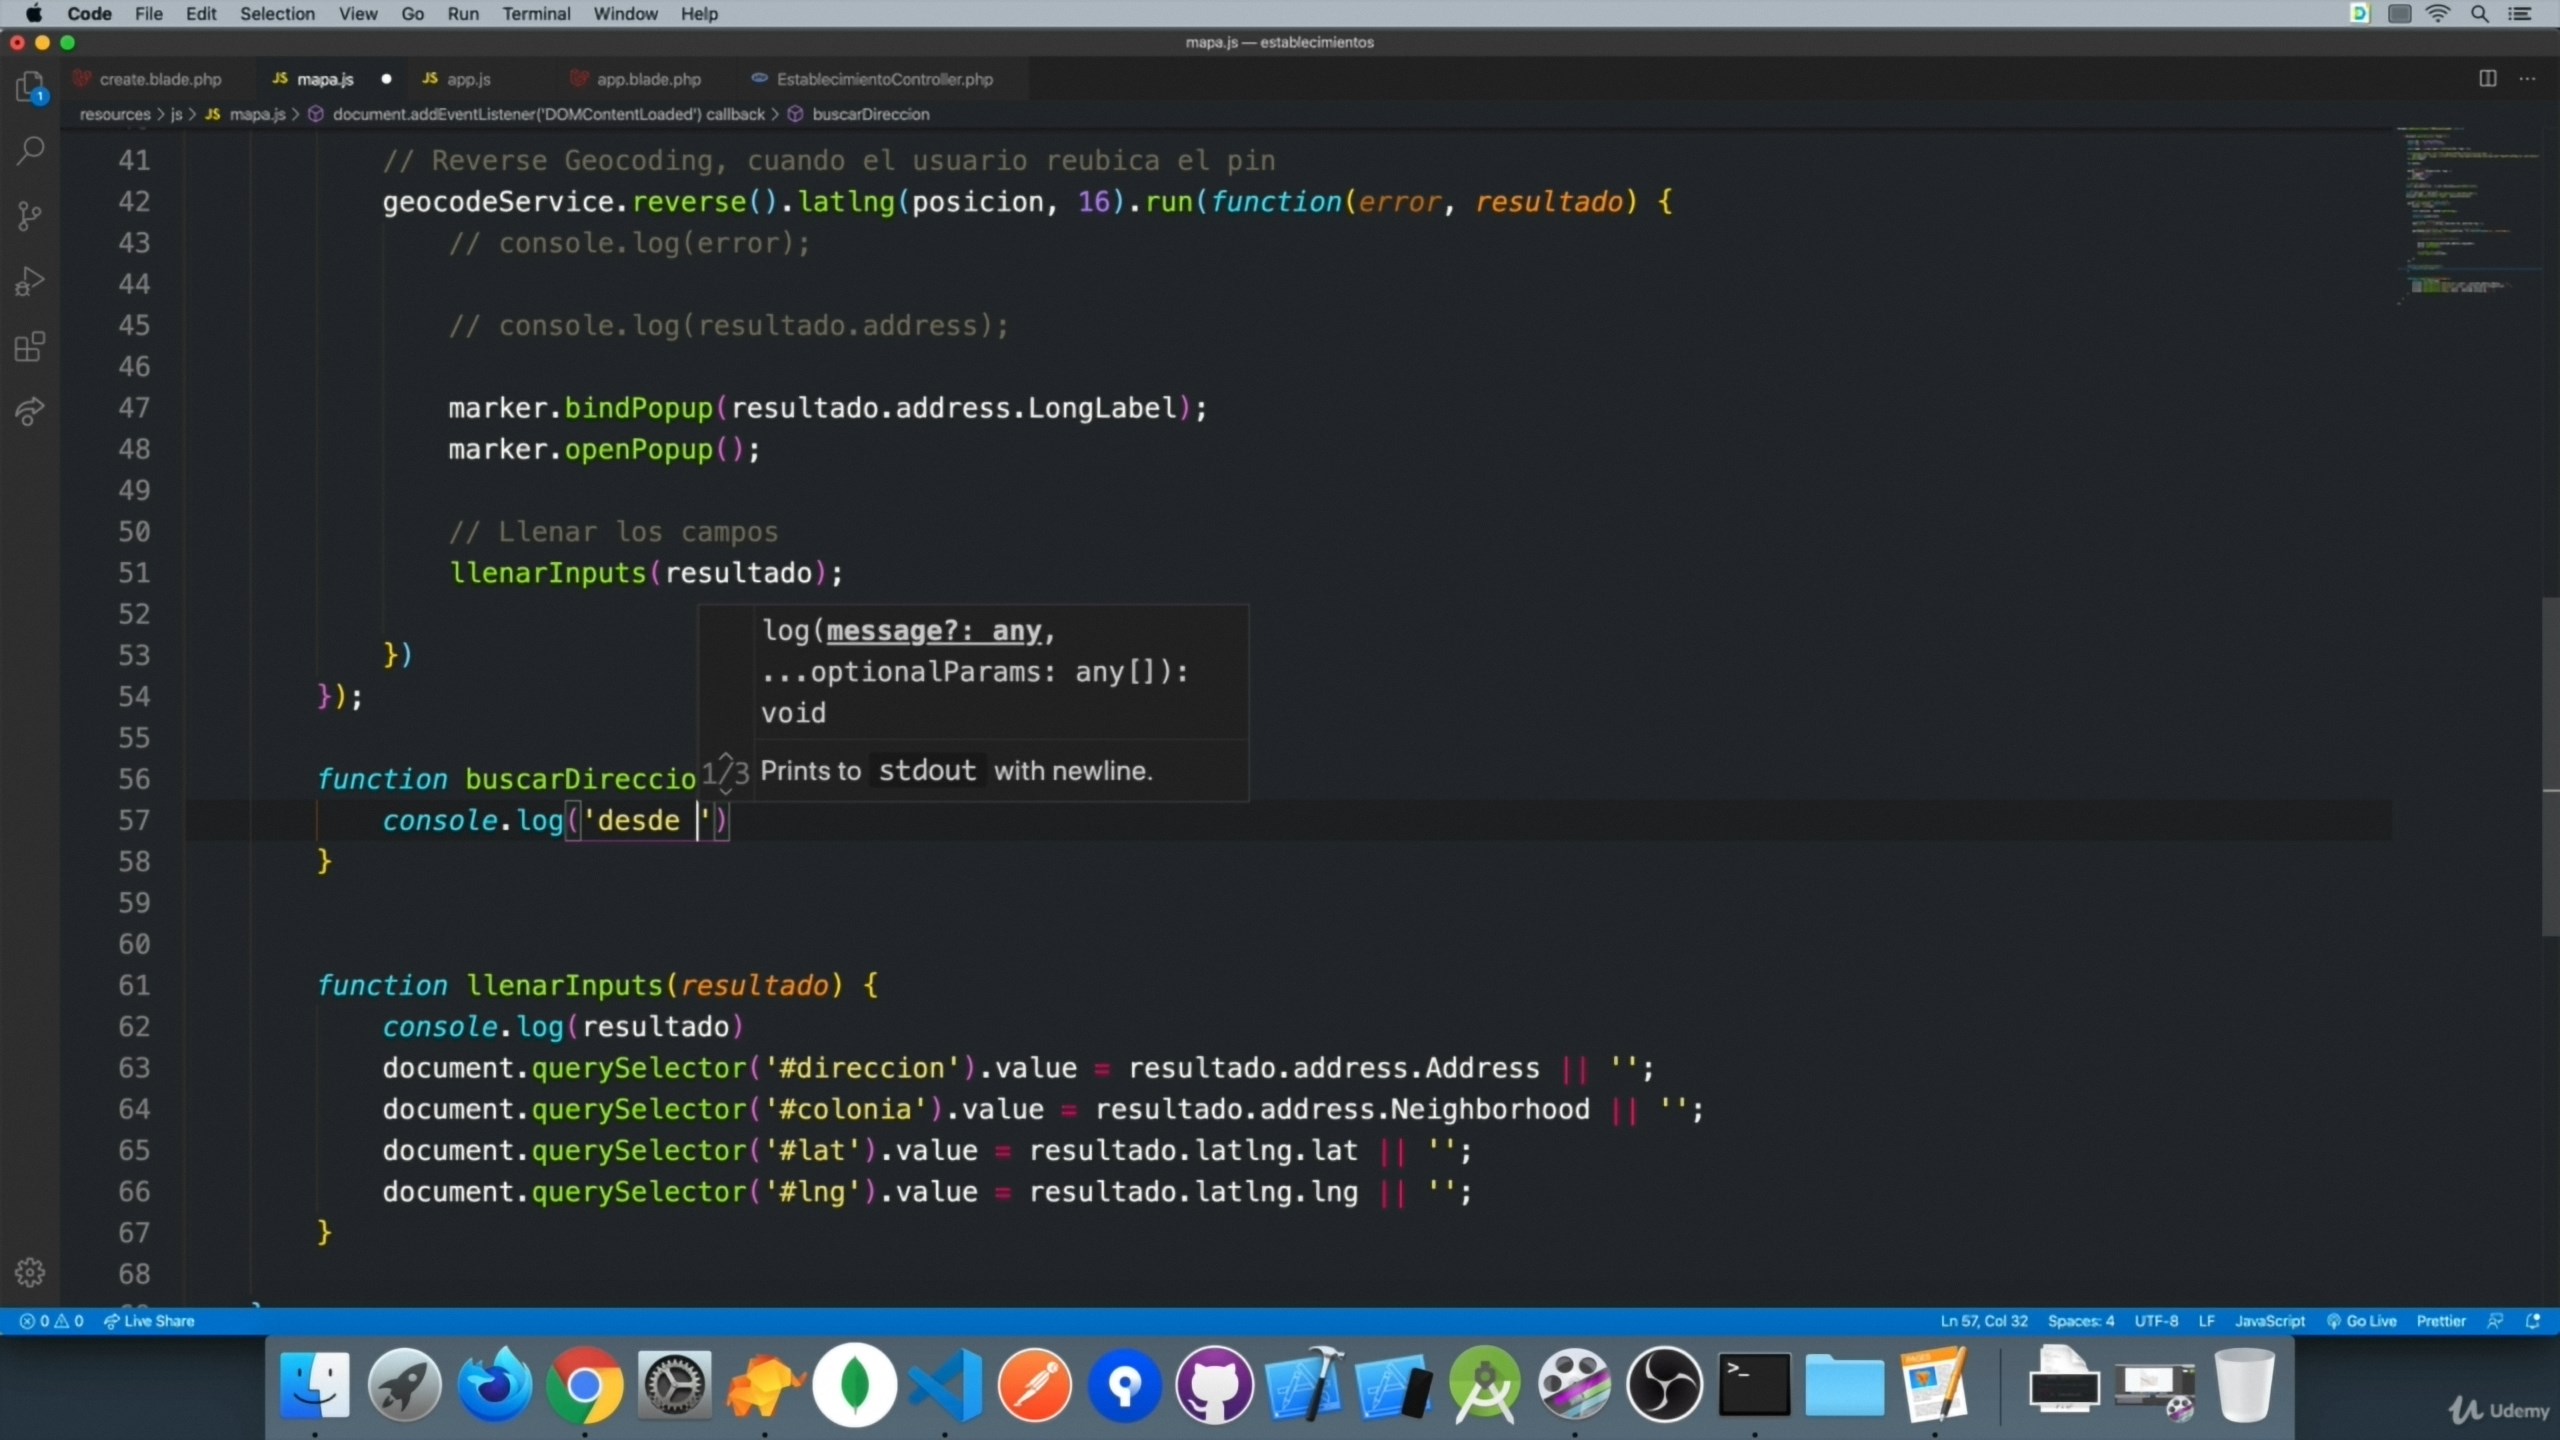 Code File Edit Selection View Go Run Terminal Window Help
mapa.js — establecimientos
create.blade.php JS mapa.js JS app.js app.blade.php EstablecimientoController.php
1
resources > js > JS mapa.js > document.addEventListener('DOMContentLoaded') callback > buscarDireccion
41 // Reverse Geocoding, cuando el usuario reubica el pin
42 geocodeService.reverse().latlng(posicion, 16).run(function(error, resultado) {
43 // console.log(error);
44
45 // console.log(resultado.address);
46
47 marker.bindPopup(resultado.address.LongLabel);
48 marker.openPopup();
49
50 // Llenar los campos
51 llenarInputs(resultado);
52
log(message?: any,
53 })
...optionalParams: any[]):
54 });
void
55
56 function buscarDireccio
1/3 Prints to stdout with newline.
57 console.log('desde ')
58 }
59
60
61 function llenarInputs(resultado) {
62 console.log(resultado)
63 document.querySelector('#direccion').value = resultado.address.Address || '';
64 document.querySelector('#colonia').value = resultado.address.Neighborhood || '';
65 document.querySelector('#lat').value = resultado.latlng.lat || '';
66 document.querySelector('#lng').value = resultado.latlng.lng || '';
67 }
68
0 0 Live Share Ln 57, Col 32 Spaces: 4 UTF-8 LF JavaScript Go Live Prettier
PAGES
Udemy